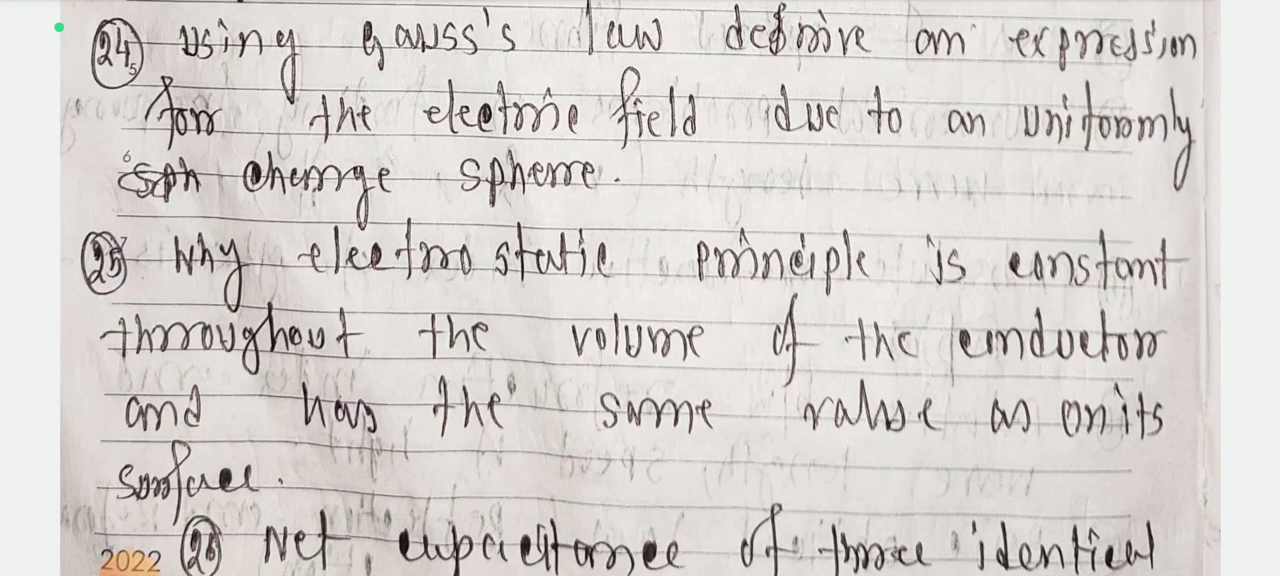 24 Using Gauss's law derive an expression
for the electric field due to an uniformly
sph charge sphere.
25 Why electrostatic principle is constant
throughout the volume of the conductor
and has the same value as on its
surface.
2022 26 Net capacitance of three identical